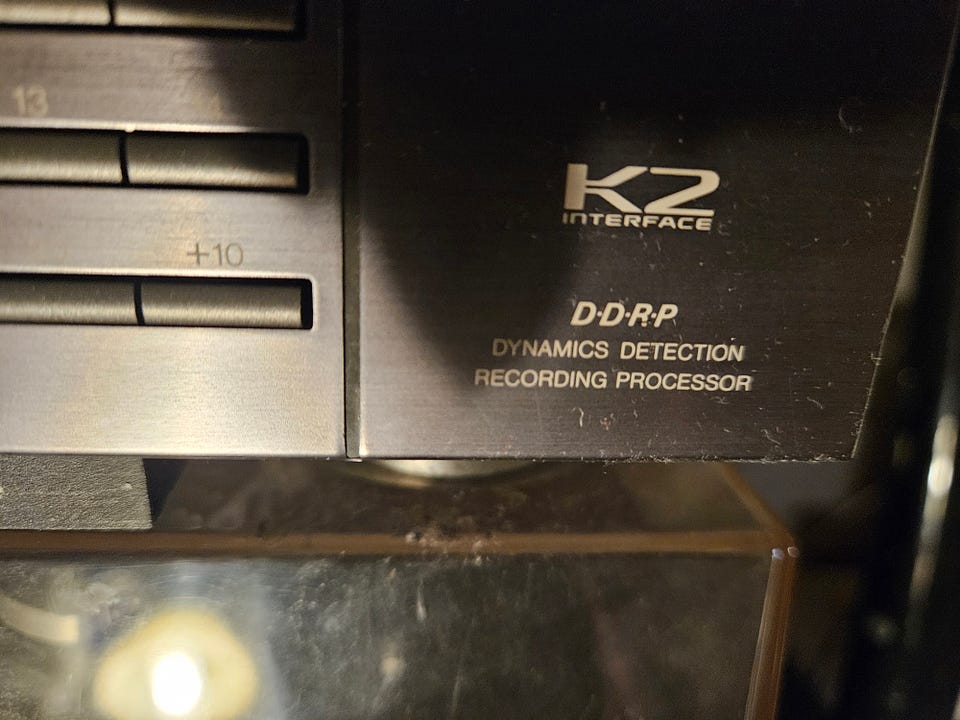 13
+10
K2
INTERFACE
D·D·R·P
DYNAMICS DETECTION
RECORDING PROCESSOR